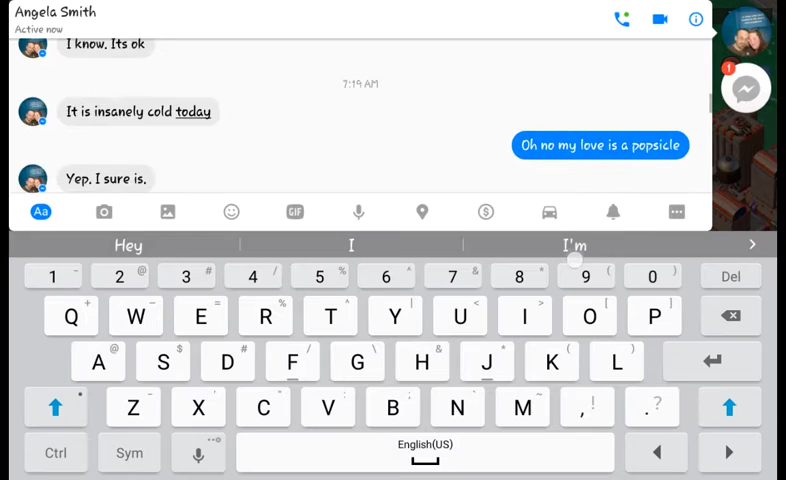 Angela Smith
Active now
I know. Its ok
7:19 AM
It is insanely cold today
Oh no my love is a popsicle
Yep. I sure is.
1
Aa
GIF
$
Hey I I'm >
1 - 2 @ 3 # 4 / 5 % 6 ^ 7 & 8 * 9 ( 0 ) Del
Q + W - E = R % T ^ Y | U < I > O [ P ]
A @ S $ D # F / G \ H & J * K ( L )
Z - X ' C " V : B ; N , M ~ , ! . ?
Ctrl Sym English(US)